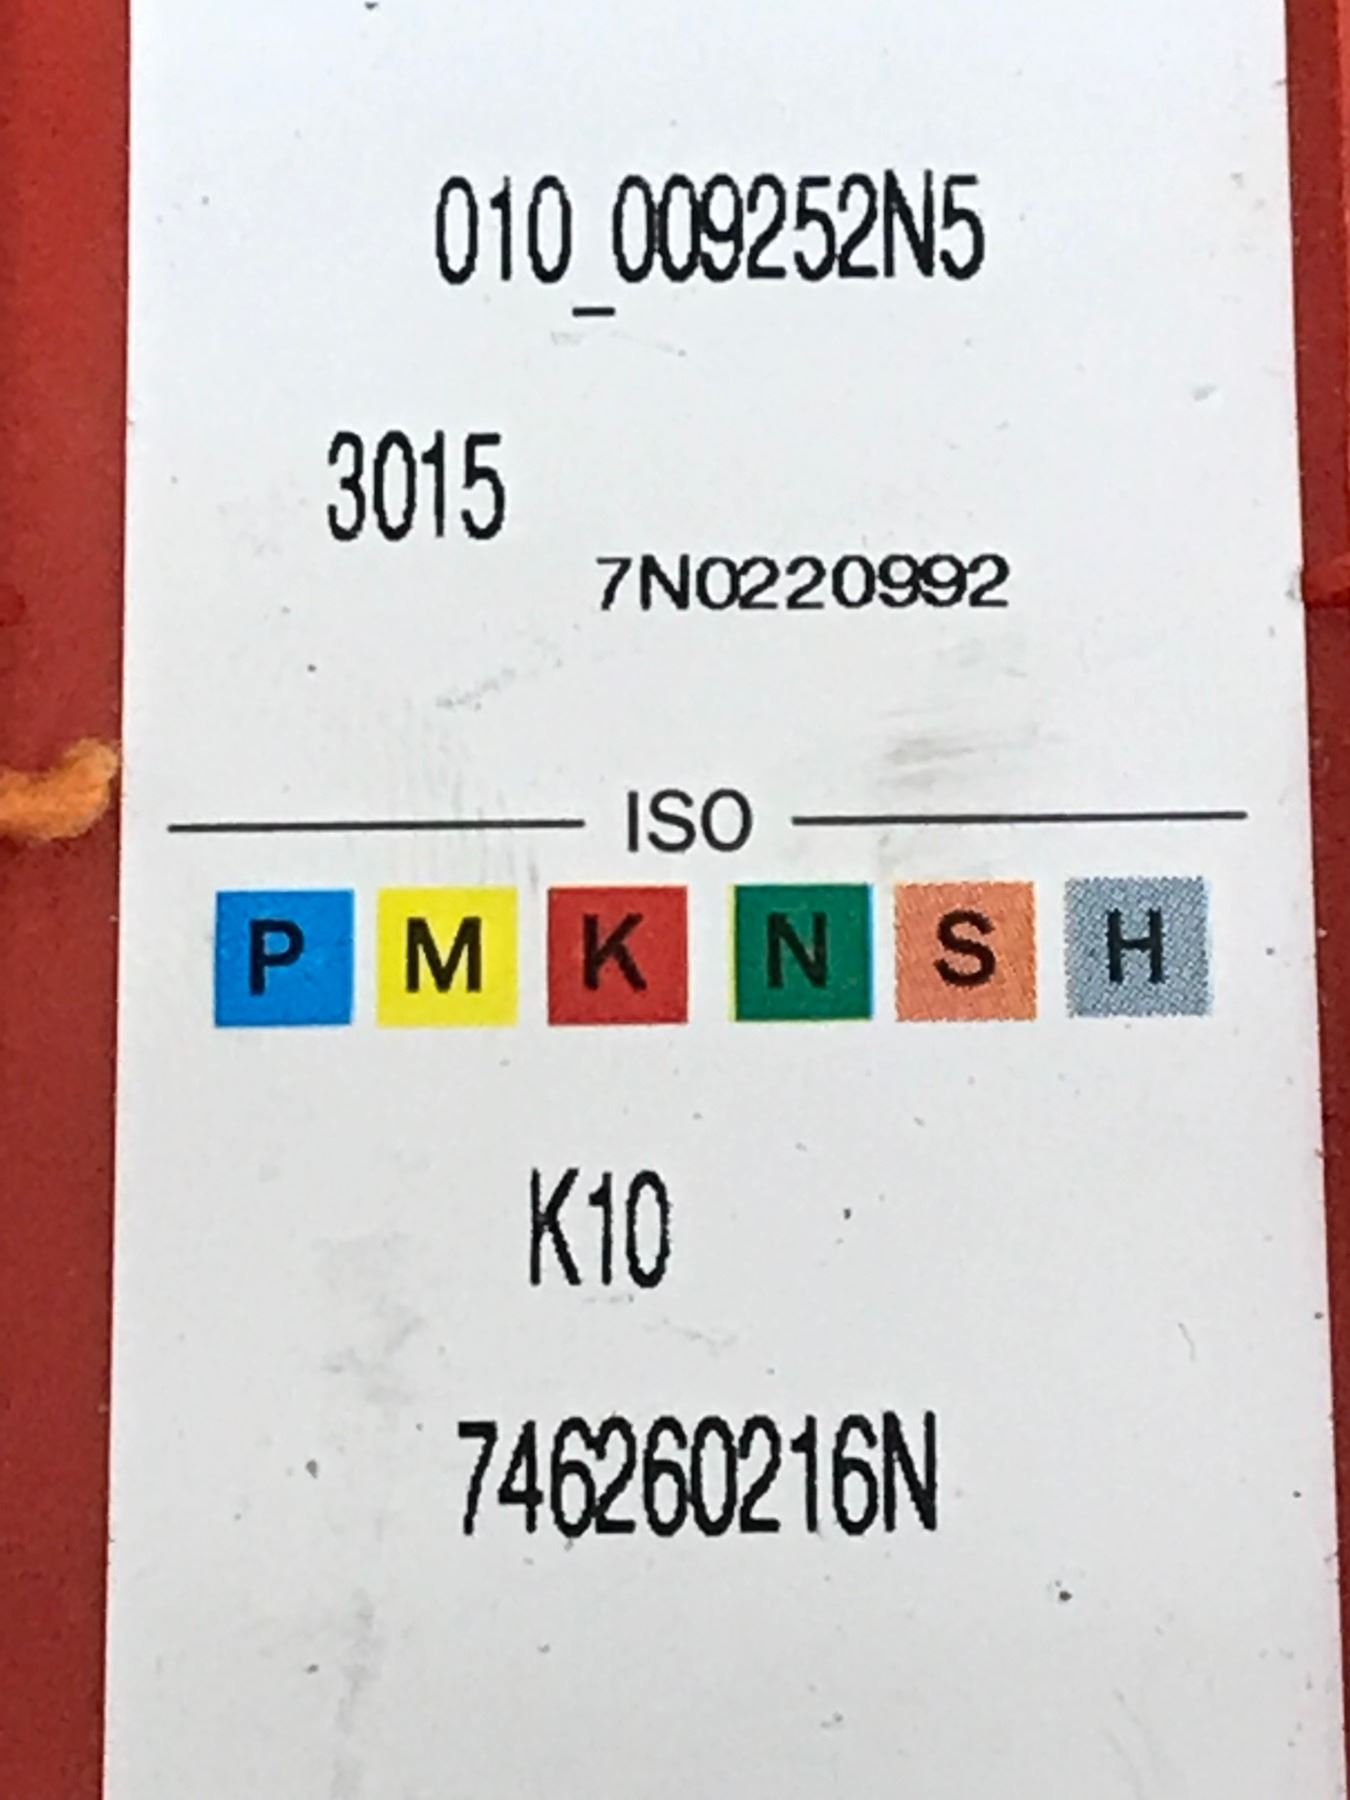 010_009252N5
3015
7N0220992
ISO
P M K N S H
K10
746260216N